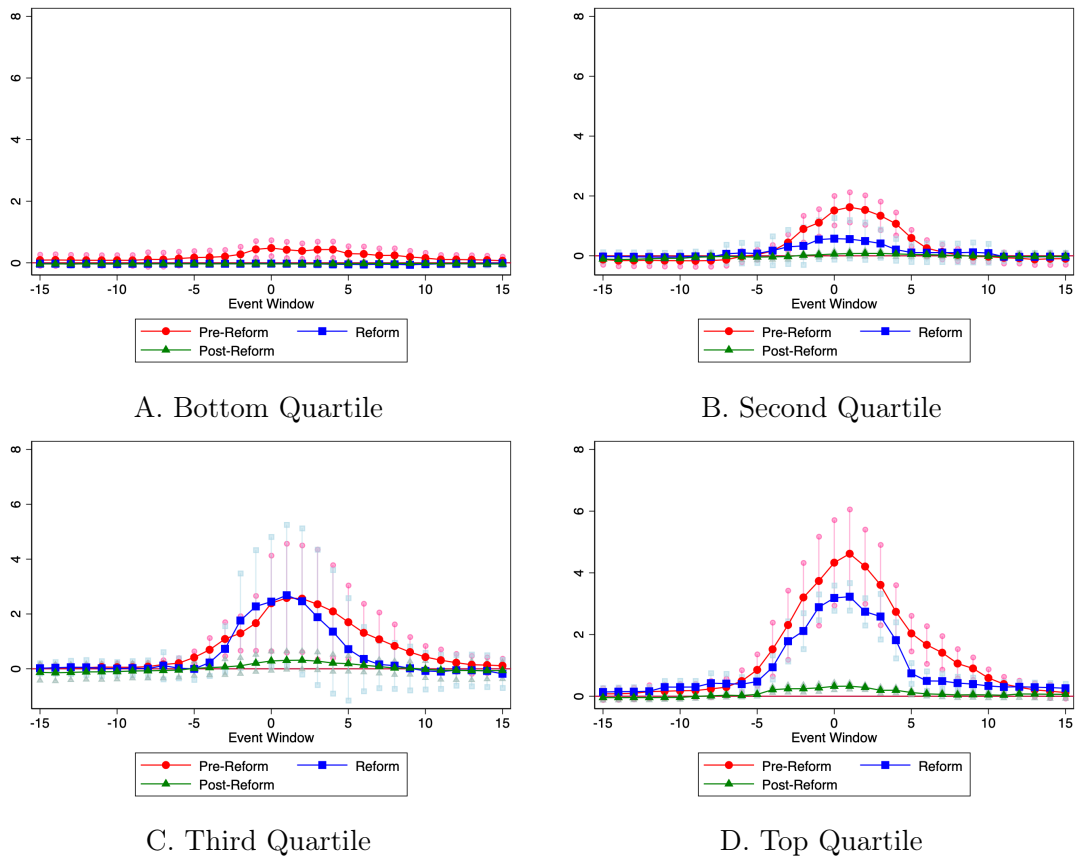 8
6
4
2
0
-15 -10 -5 0 5 10 15
Event Window
Pre-Reform Reform
Post-Reform
A. Bottom Quartile
8
6
4
2
0
-15 -10 -5 0 5 10 15
Event Window
Pre-Reform Reform
Post-Reform
B. Second Quartile
8
6
4
2
0
-15 -10 -5 0 5 10 15
Event Window
Pre-Reform Reform
Post-Reform
C. Third Quartile
8
6
4
2
0
-15 -10 -5 0 5 10 15
Event Window
Pre-Reform Reform
Post-Reform
D. Top Quartile